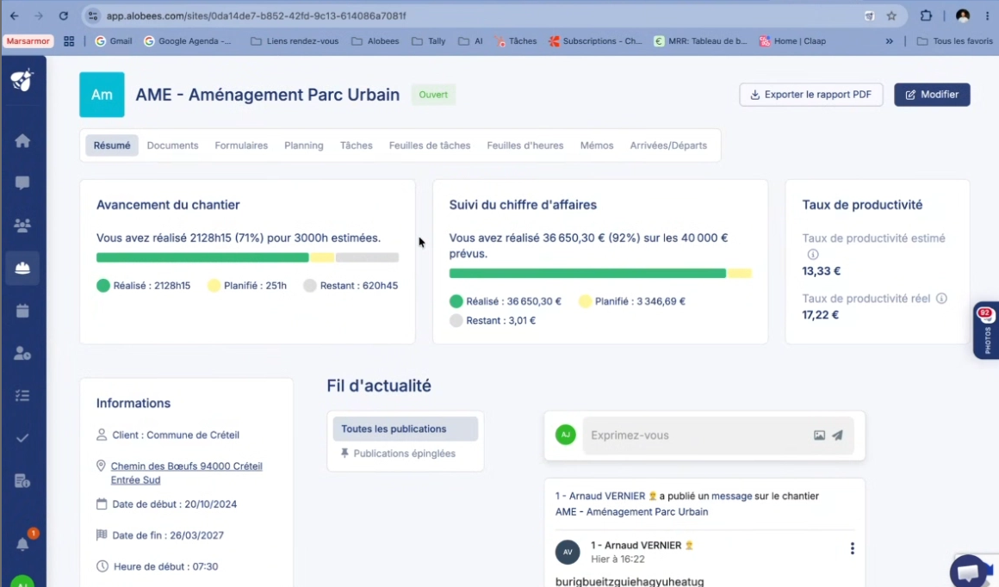 app.alobees.com/sites/0da14de7-b852-42fd-9c13-614086a7081f
Marsarmor
Gmail
Google Agenda -...
Liens rendez-vous
Alobees
Tally
AI
Tâches
Subscriptions - Ch...
MRR: Tableau de b...
Home | Claap
»
Tous les favoris
Am
AME - Aménagement Parc Urbain
Ouvert
Exporter le rapport PDF
Modifier
Résumé
Documents
Formulaires
Planning
Tâches
Feuilles de tâches
Feuilles d'heures
Mémos
Arrivées/Départs
Avancement du chantier
Vous avez réalisé 2128h15 (71%) pour 3000h estimées.
Réalisé : 2128h15
Planifié : 251h
Restant : 620h45
Suivi du chiffre d'affaires
Vous avez réalisé 36 650,30 € (92%) sur les 40 000 €
prévus.
Réalisé : 36 650,30 €
Planifié : 3 346,69 €
Restant : 3,01 €
Taux de productivité
Taux de productivité estimé
13,33 €
Taux de productivité réel
17,22 €
92
PHOTOS
Informations
Client : Commune de Créteil
Chemin des Bœufs 94000 Créteil
Entrée Sud
Date de début : 20/10/2024
Date de fin : 26/03/2027
Heure de début : 07:30
Fil d'actualité
Toutes les publications
Publications épinglées
AJ
Exprimez-vous
1 - Arnaud VERNIER a publié un message sur le chantier
AME - Aménagement Parc Urbain
AV
1 - Arnaud VERNIER
Hier à 16:22
burigbueitzguiehagyuheatug
1